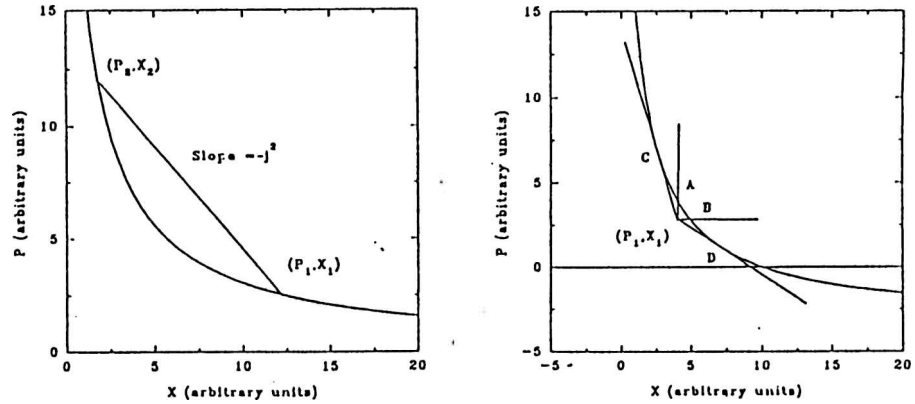 15
10
5
0
P (arbitrary units)
0
5
10
15
20
X (arbitrary units)
(P₂,X₂)
Slope =-j²
(P₁,X₁)
15
10
5
0
-5
P (arbitrary units)
-5
0
5
10
15
20
X (arbitrary units)
C
A
B
(P₁,X₁)
D